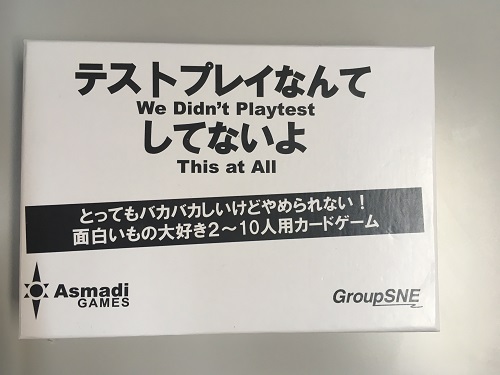 テストプレイなんて
We Didn't Playtest
してないよ
This at All
とってもバカバカしいけどやめられない！
面白いもの大好き2～10人用カードゲーム
Asmadi
GAMES
GroupSNE